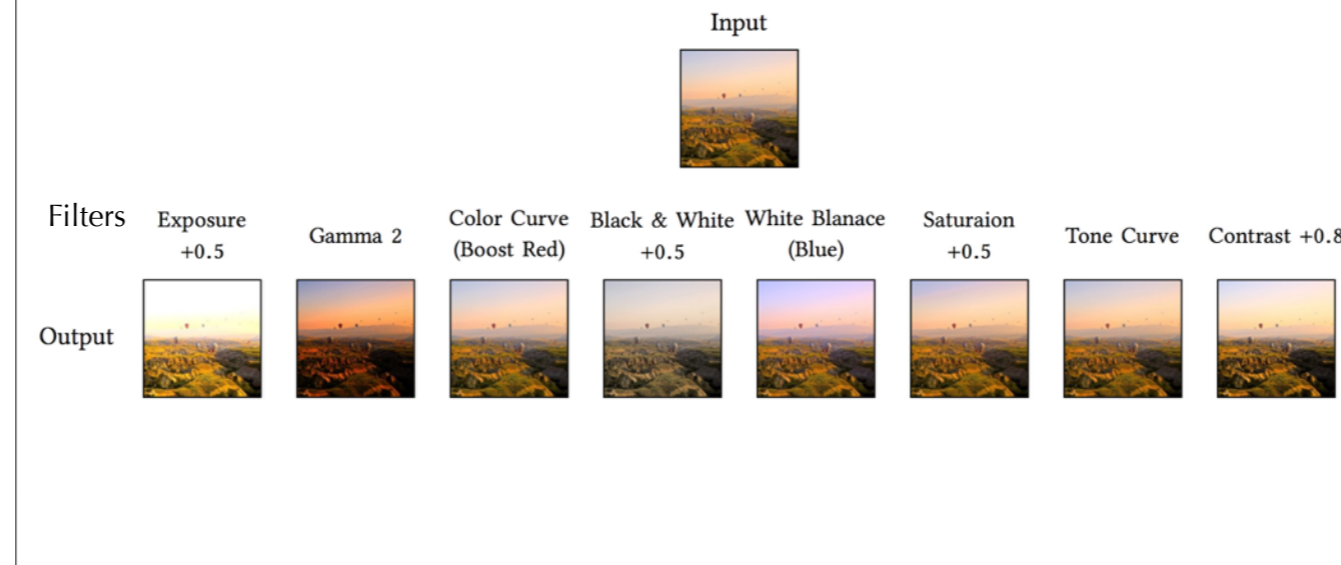 Input
Filters
Exposure
+0.5
Gamma 2
Color Curve
(Boost Red)
Black & White
+0.5
White Blanace
(Blue)
Saturaion
+0.5
Tone Curve
Contrast +0.8
Output